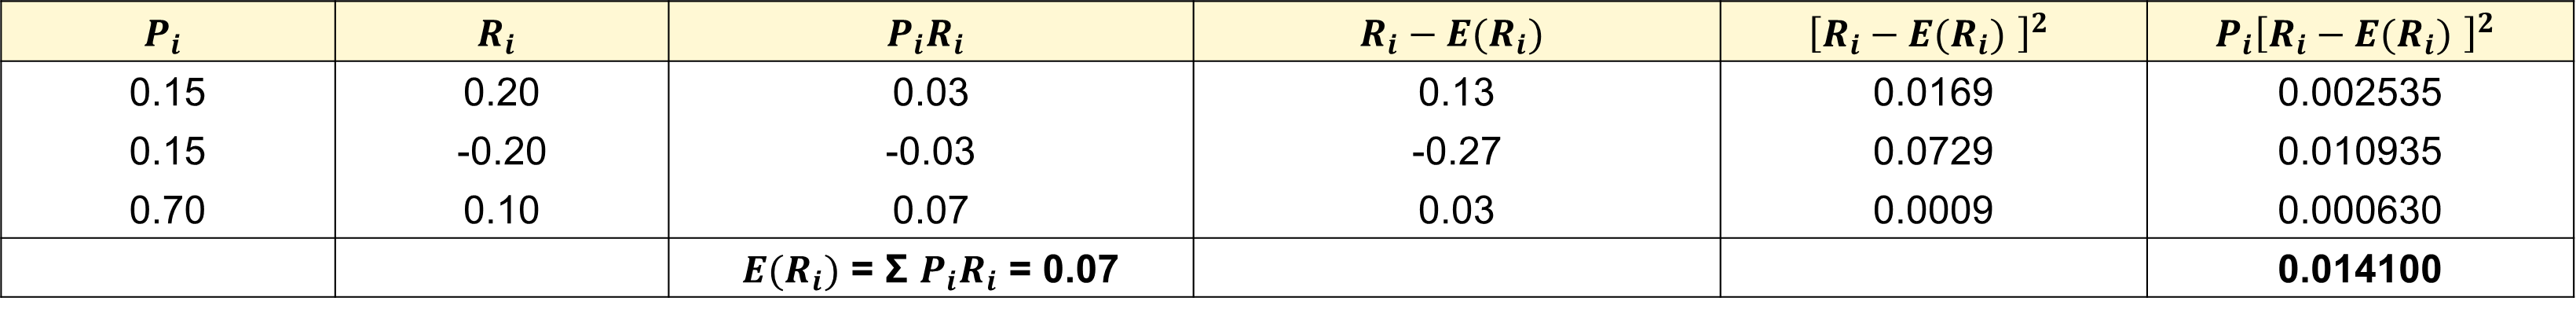 𝑷𝒊 𝑹𝒊 𝑷𝒊𝑹𝒊 𝑹𝒊 − 𝑬(𝑹𝒊) [𝑹𝒊 − 𝑬(𝑹𝒊) ]² 𝑷𝒊[𝑹𝒊 − 𝑬(𝑹𝒊) ]²
0.15 0.20 0.03 0.13 0.0169 0.002535
0.15 -0.20 -0.03 -0.27 0.0729 0.010935
0.70 0.10 0.07 0.03 0.0009 0.000630
𝑬(𝑹𝒊) = Σ 𝑷𝒊𝑹𝒊 = 0.07 0.014100